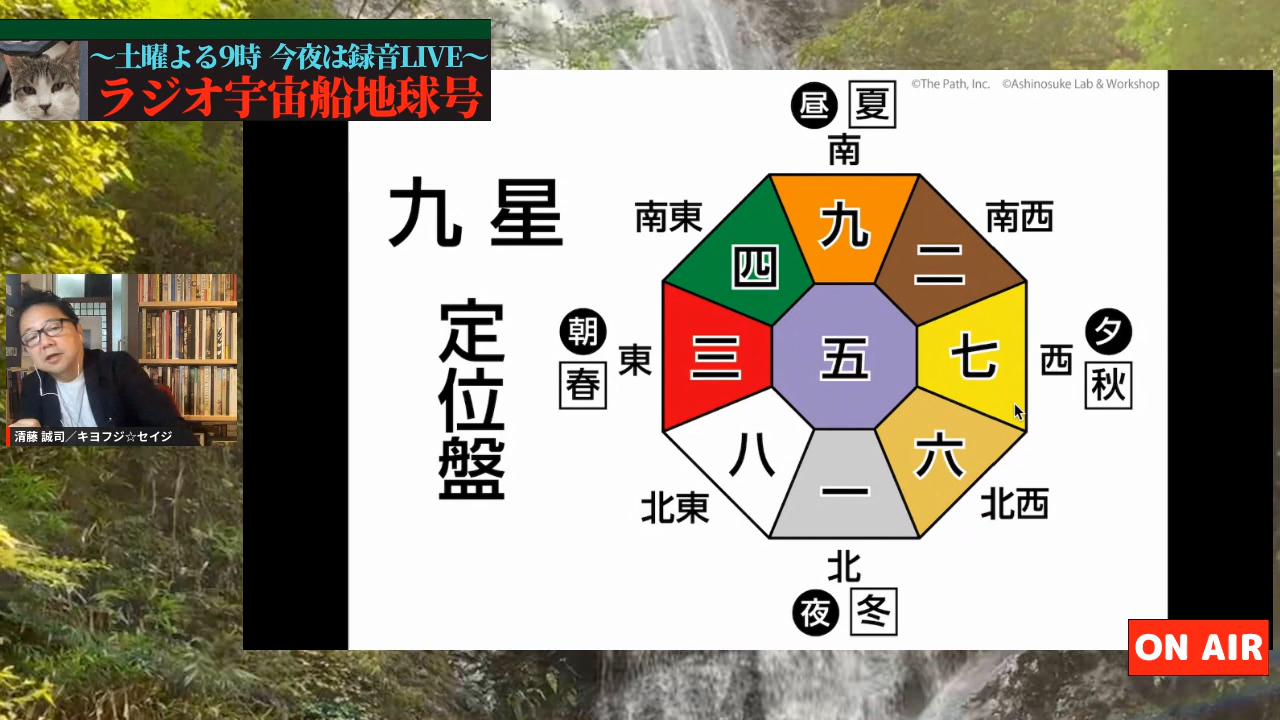 〜土曜よる9時 今夜は録音LIVE〜
ラジオ宇宙船地球号
©The Path, Inc. ©Ashinosuke Lab & Workshop
九星
定位盤
昼 夏
南
南東
南西
九
四
二
朝
春
東
三
五
七
西
夕
秋
八
一
六
北東
北西
北
夜 冬
清藤 誠司／キヨフジ☆セイジ
ON AIR